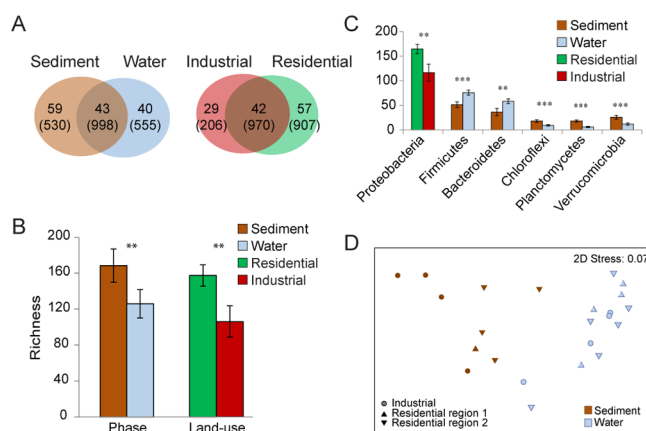 A
Sediment Water
59 43 40
(530) (998) (555)
Industrial Residential
29 42 57
(206) (970) (907)
B
Richness
200
160
120
80
40
0
**
**
Sediment
Water
Residential
Industrial
Phase Land-use
C
200
150
100
50
0
**
***
**
***
***
***
Sediment
Water
Residential
Industrial
Proteobacteria
Firmicutes
Bacteroidetes
Chloroflexi
Planctomycetes
Verrucomicrobia
D
2D Stress: 0.07
Industrial
Residential region 1
Residential region 2
Sediment
Water